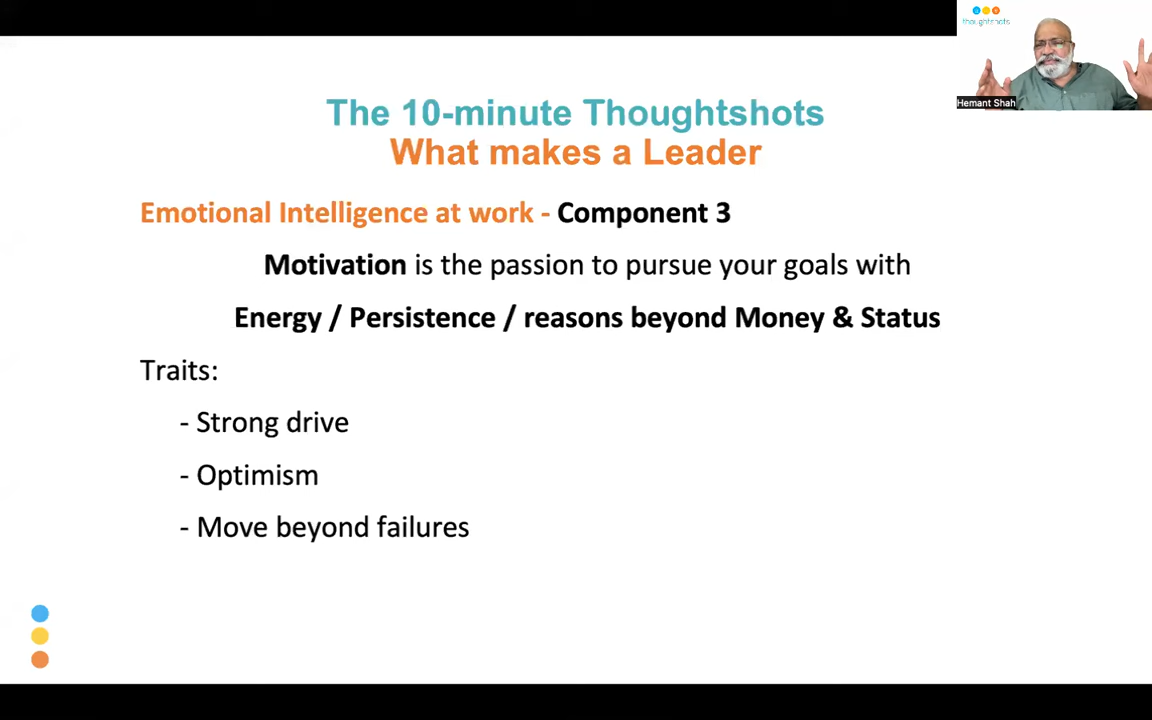 thoughtshots
Hemant Shah
The 10-minute Thoughtshots
What makes a Leader
Emotional Intelligence at work - Component 3
Motivation is the passion to pursue your goals with
Energy / Persistence / reasons beyond Money & Status
Traits:
- Strong drive
- Optimism
- Move beyond failures